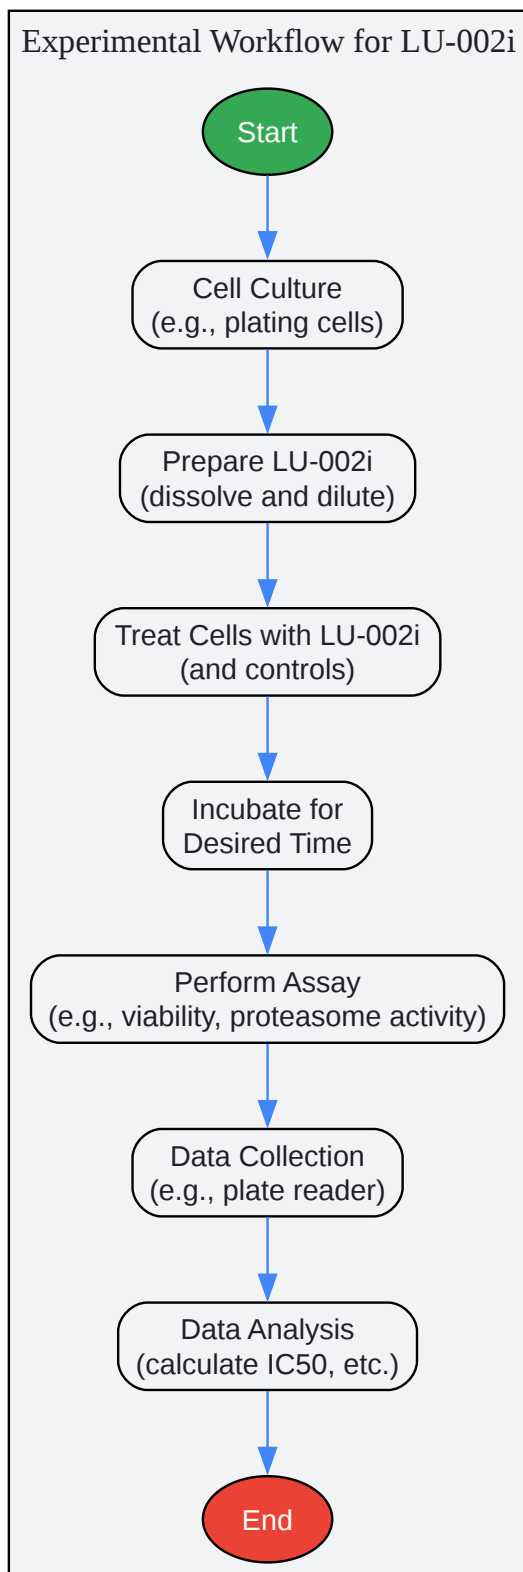 Experimental Workflow for LU-002i
Start
Cell Culture
(e.g., plating cells)
Prepare LU-002i
(dissolve and dilute)
Treat Cells with LU-002i
(and controls)
Incubate for
Desired Time
Perform Assay
(e.g., viability, proteasome activity)
Data Collection
(e.g., plate reader)
Data Analysis
(calculate IC50, etc.)
End